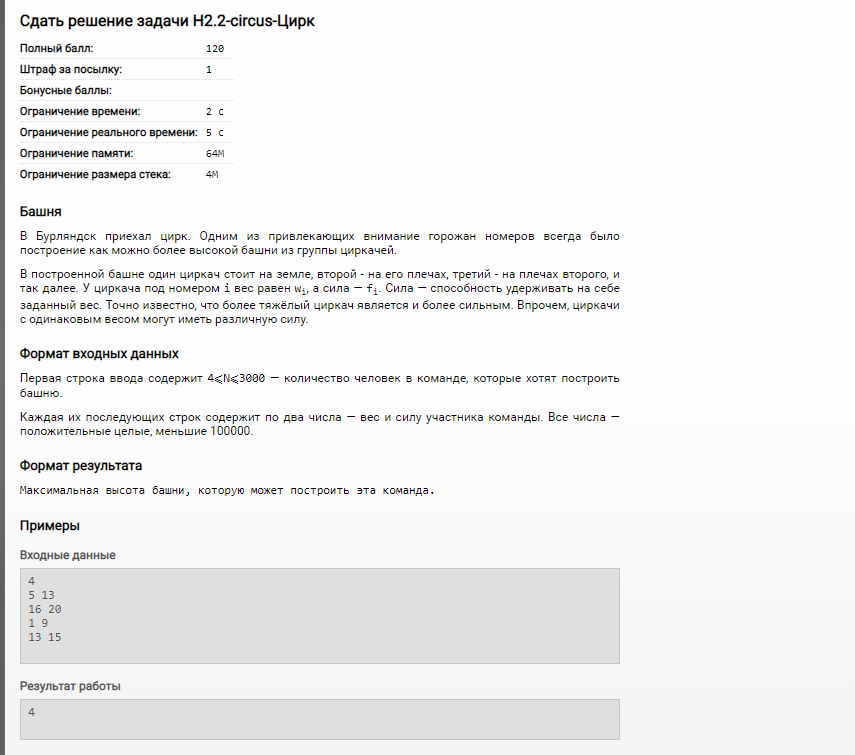 Сдать решение задачи H2.2-circus-Цирк
Полный балл: 120
Штраф за посылку: 1
Бонусные баллы:
Ограничение времени: 2 с
Ограничение реального времени: 5 с
Ограничение памяти: 64M
Ограничение размера стека: 4M
Башня
В Бурляндск приехал цирк. Одним из привлекающих внимание горожан номеров всегда было
построение как можно более высокой башни из группы циркачей.
В построенной башне один циркач стоит на земле, второй - на его плечах, третий - на плечах второго, и
так далее. У циркача под номером i вес равен wi, а сила — fi. Сила — способность удерживать на себе
заданный вес. Точно известно, что более тяжёлый циркач является и более сильным. Впрочем, циркачи
с одинаковым весом могут иметь различную силу.
Формат входных данных
Первая строка ввода содержит 4⩽N⩽3000 — количество человек в команде, которые хотят построить
башню.
Каждая их последующих строк содержит по два числа — вес и силу участника команды. Все числа —
положительные целые, меньшие 100000.
Формат результата
Максимальная высота башни, которую может построить эта команда.
Примеры
Входные данные
4
5 13
16 20
1 9
13 15
Результат работы
4